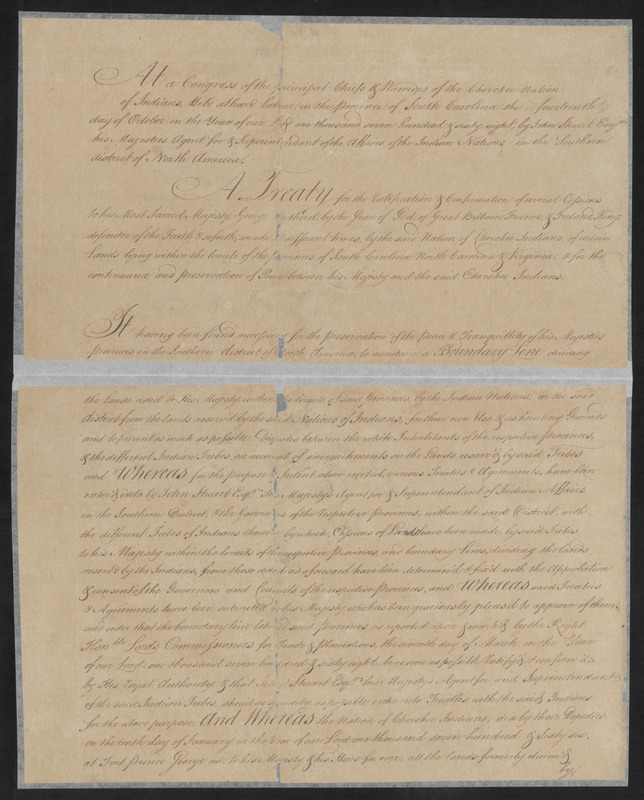 At a Congress of the Principal Chiefs & Warriors of the Cherokee Nation
of Indians, Held at Hard Labour, in the Province of South Carolina the fourteenth
day of October in the Year of our Lord one thousand seven hundred & sixty eight, by John Stuart Esqr.
his Majesties Agent for & Superintendant of the Affairs of the Indian Nations, in the Southern
district of North America.
A Treaty for the Ratification & Confirmation of several Cessions
to his Most Sacred Majesty George the third, by the Grace of God of Great Britain, France, & Ireland King,
defender of the Faith & so forth, made at different times, by the said Nation of Cherokee Indians, of certain
Lands lying within the limits of the provinces of South Carolina North Carolina & Virginia & for the
continuance and preservation of Peace between his Majesty and the said Cherokee Indians.
It having been found necessary for the preservation of the peace & Tranquillity of his Majesties
Provinces in the Southern district of North America, to ascertain a Boundary Line dividing
the lands ceded to His Majesty within the limits of said provinces, by the Indian Nations, in the said
district from the lands reserv'd by the said Nations of Indians, for their own Use & as hunting Grounds
and to prevent as much as possible Disputes between the white Inhabitants of the respective provinces,
& the different Indian Tribes, on account of encroachments on the Lands reserv'd by said Tribes
and Whereas for the purpose & Intent above recited, various Treaties & Agreements, have been
enter'd into by John Stuart Esqr. His Majestys Agent for & Superintendant of Indian Affairs
in the Southern District, & the Governors of the respective provinces, within the said District, with
the different Tribes of Indians therein by which Cessions of Land have been made, by said Tribes
to his Majesty within the limits of the respective Provinces, and boundary Lines, dividing the Lands
reserv'd by the Indians, from those ceded as aforesaid have been determin'd & fix'd with the Approbation
& consent of the Governors and Councils of the respective Provinces, and Whereas said Treaties
& Agreements have been submitted to his Majesty who has been graciously pleas'd to approve of them,
and order that the boundary line between said provinces as reported upon & mark'd by the Right
Honble. Lords Commissioners for Trade & Plantations, the seventh day of March in the Year
of our Lord one thousand seven hundred & sixty eight, be as soon as possible Ratify'd & Confirm'd
by His Royal Authority & that John Stuart Esqr. his Majestys Agent for and Superintendant
of the said Indian Tribes, should as speedily as possible enter into Treaties with the said Indians
for the above purpose, And Whereas the Nation of Cherokee Indians, did by their Deputies
on the tenth day of January in the Year of our Lord one thousand seven hundred & Sixty six,
at Fort prince George cede to his Majesty & his Heirs for ever, all the lands formerly claim'd
by